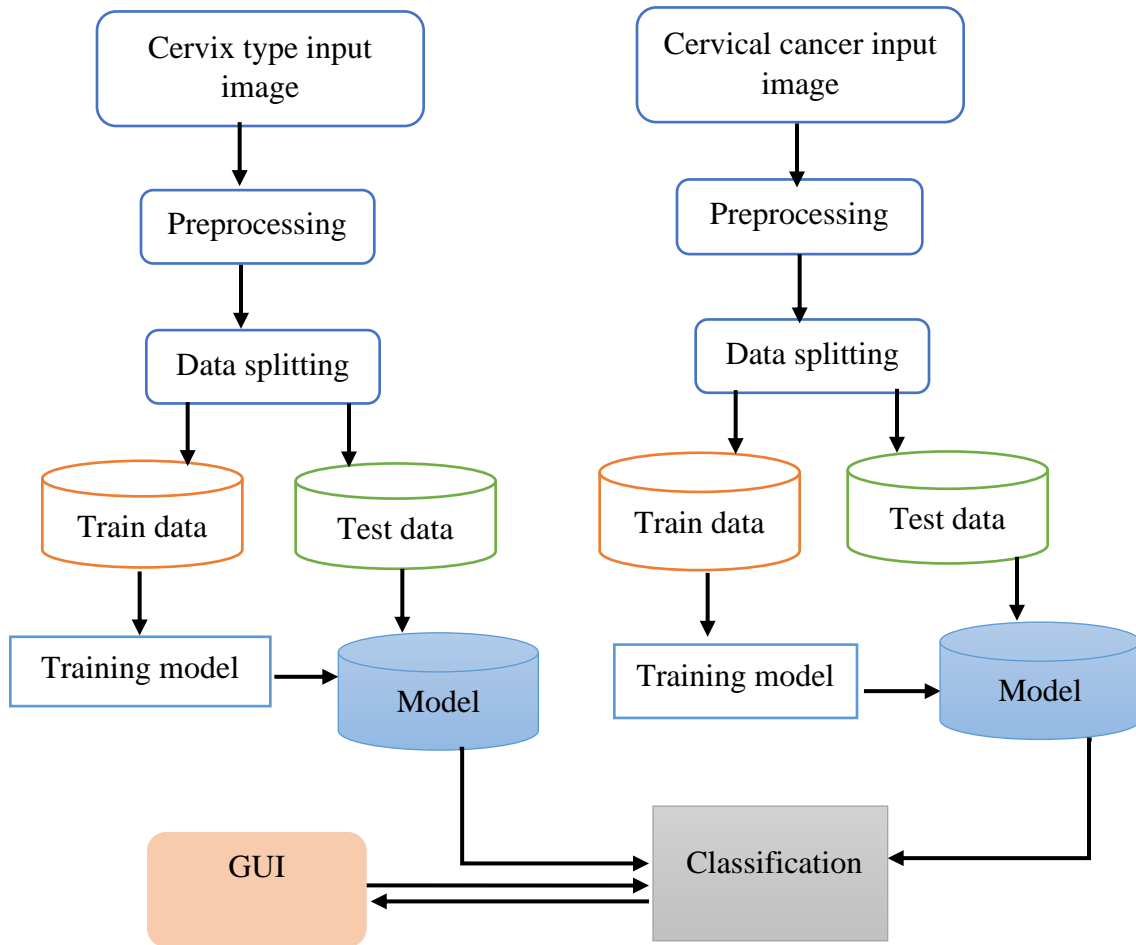 Cervix type input
image
Preprocessing
Data splitting
Train data
Test data
Training model
Model
Cervical cancer input
image
Preprocessing
Data splitting
Train data
Test data
Training model
Model
GUI
Classification